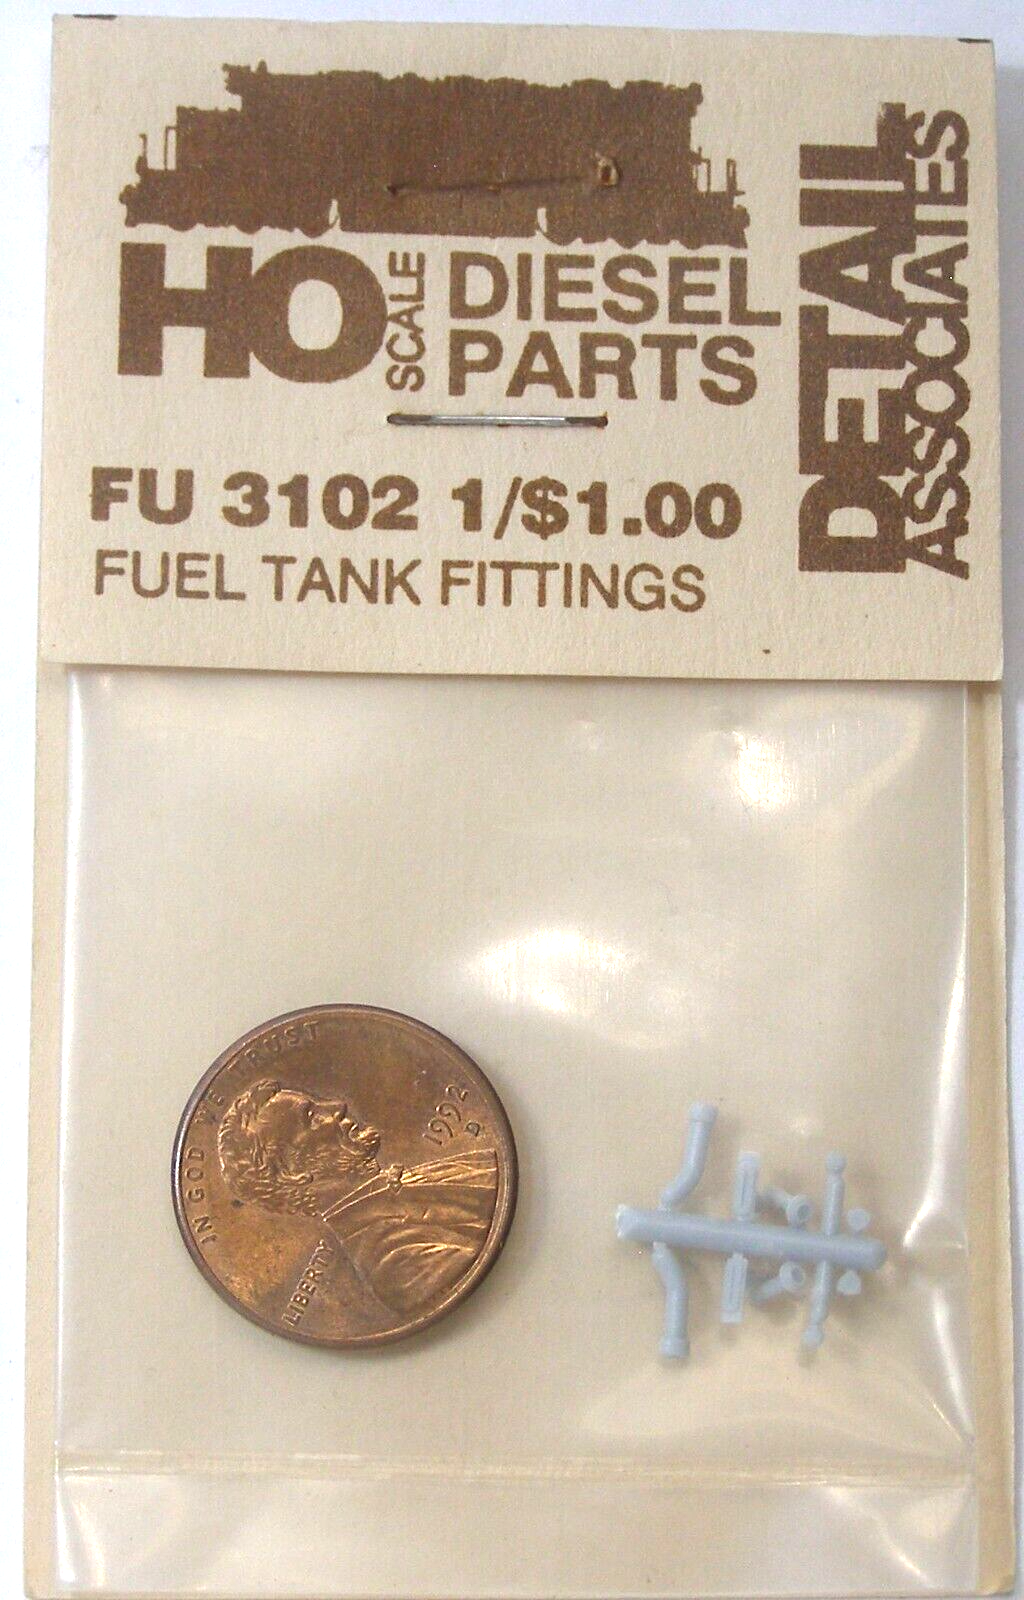 HO SCALE DIESEL
PARTS
DETAIL
ASSOCIATES
FU 3102 1/$1.00
FUEL TANK FITTINGS
IN GOD WE TRUST
1992
D
LIBERTY